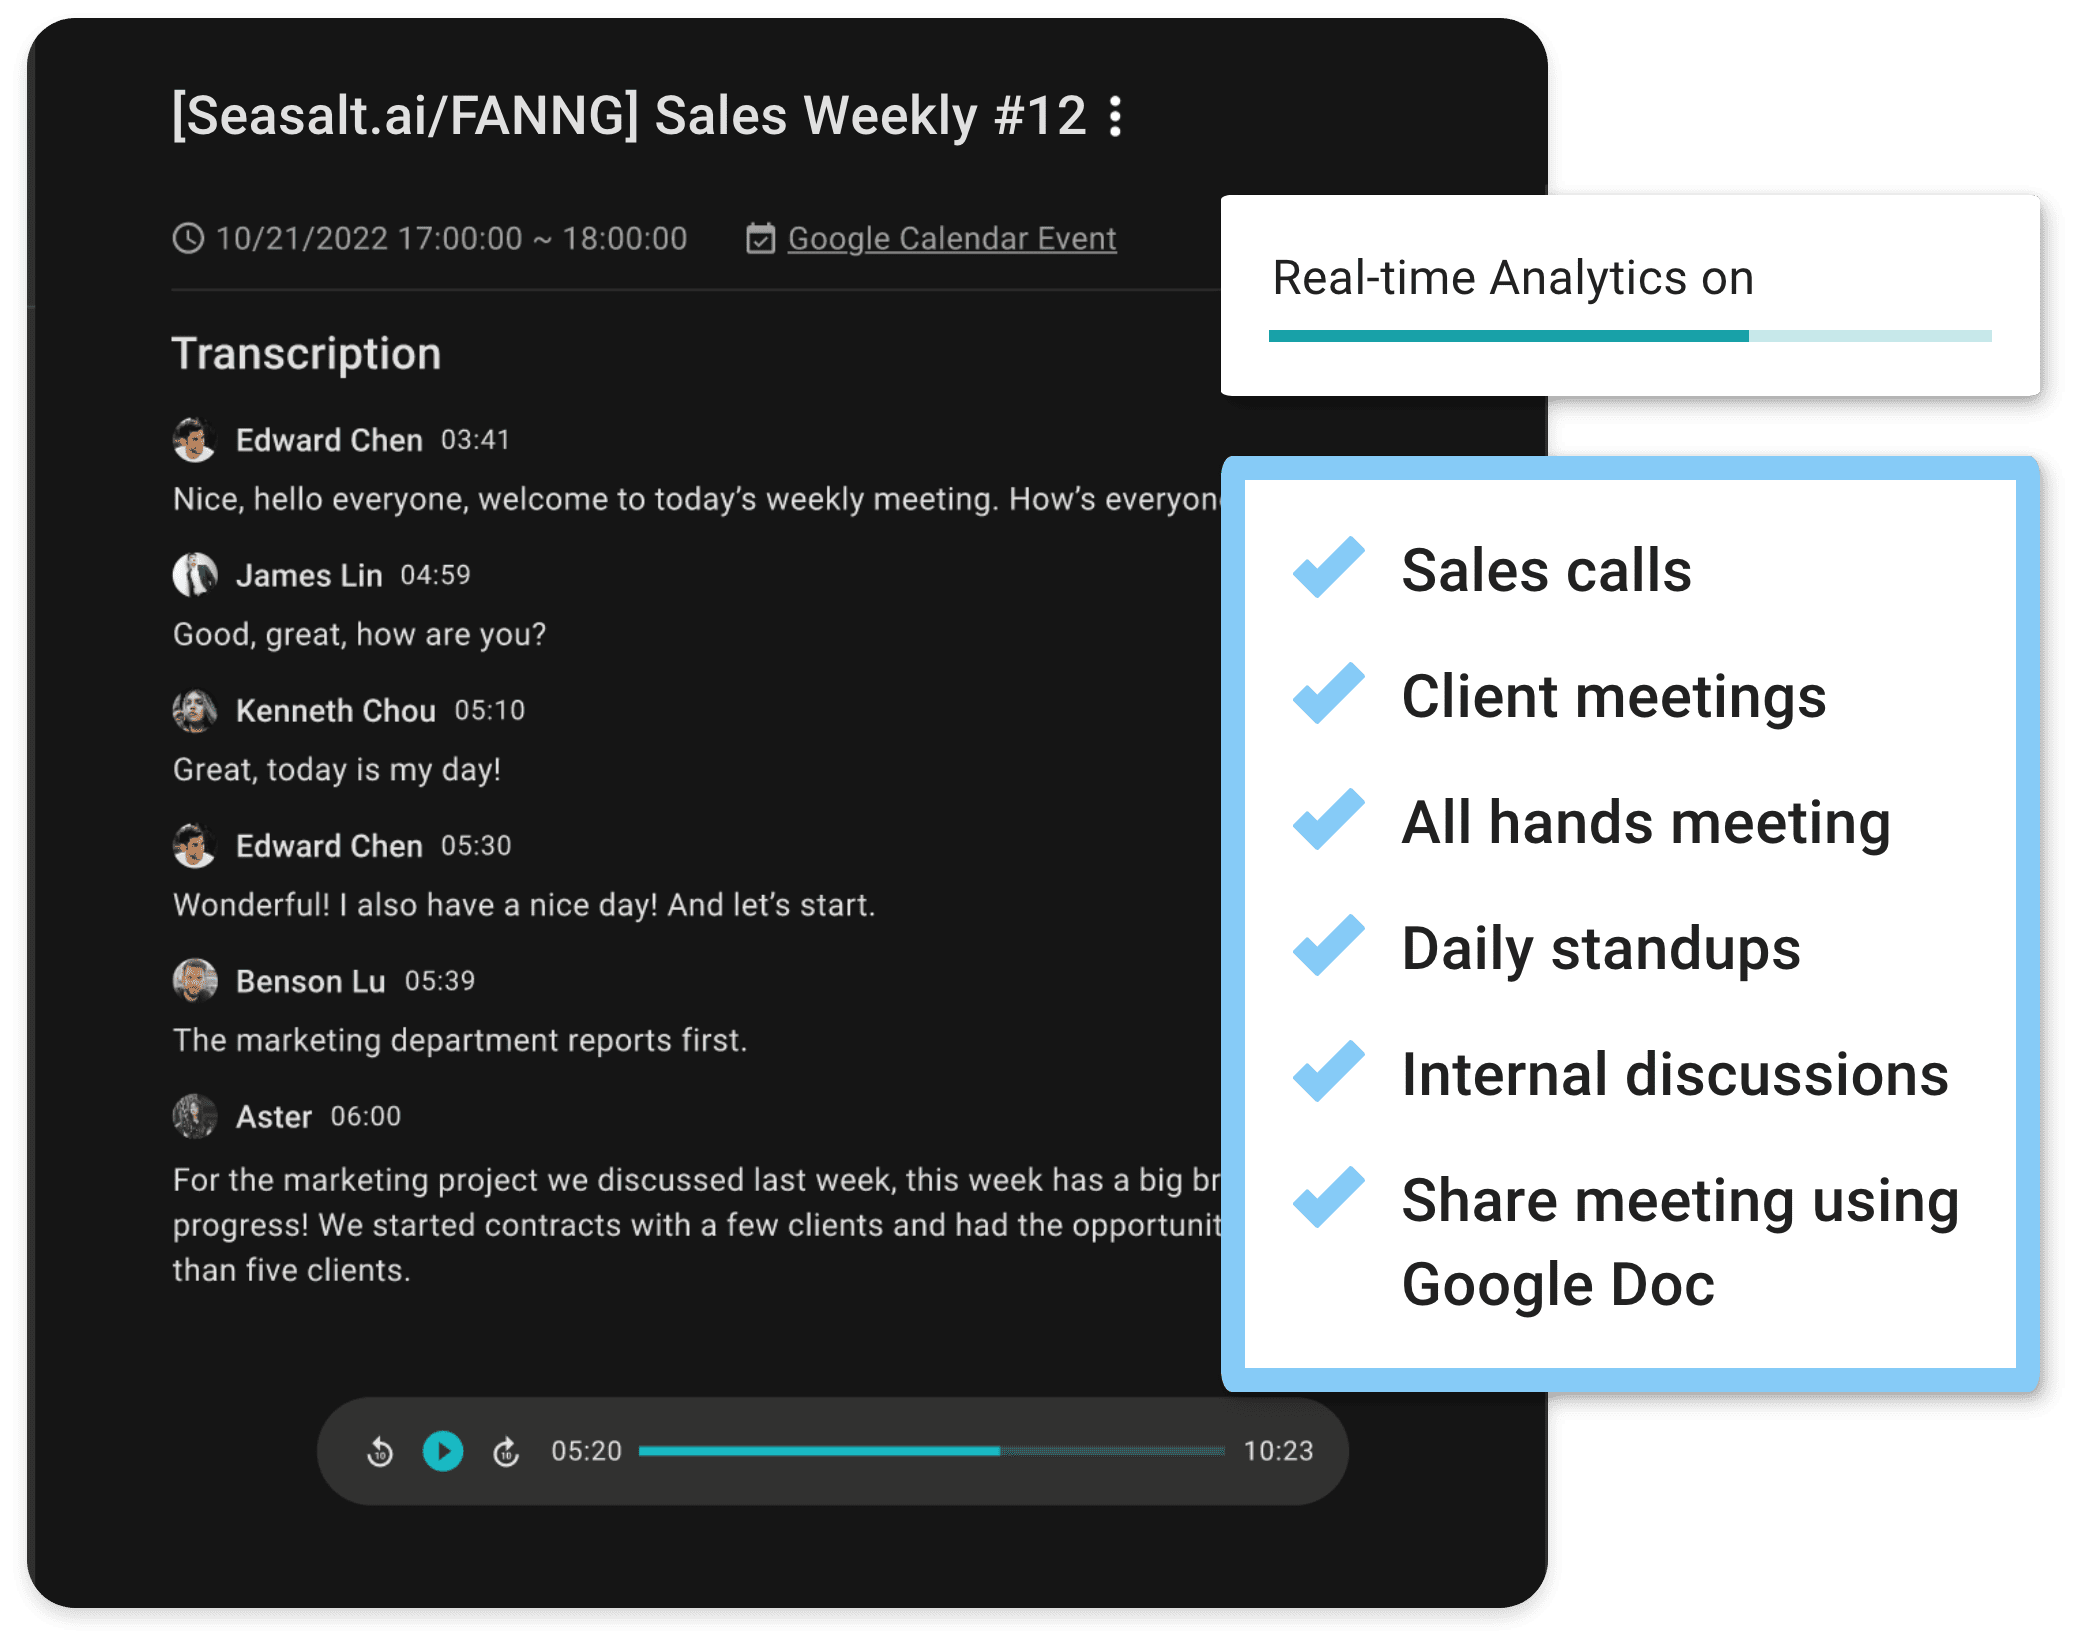 [Seasalt.ai/FANNG] Sales Weekly #12
10/21/2022 17:00:00 ~ 18:00:00 Google Calendar Event
Transcription
Edward Chen 03:41
Nice, hello everyone, welcome to today’s weekly meeting. How’s
James Lin 04:59
Good, great, how are you?
Kenneth Chou 05:10
Great, today is my day!
Edward Chen 05:30
Wonderful! I also have a nice day! And let’s start.
Benson Lu 05:39
The marketing department reports first.
Aster 06:00
For the marketing project we discussed last week, this week has a big
progress! We started contracts with a few clients and had the
than five clients.
10
10
05:20
10:23
Real-time Analytics on
Sales calls
Client meetings
All hands meeting
Daily standups
Internal discussions
Share meeting using
Google Doc